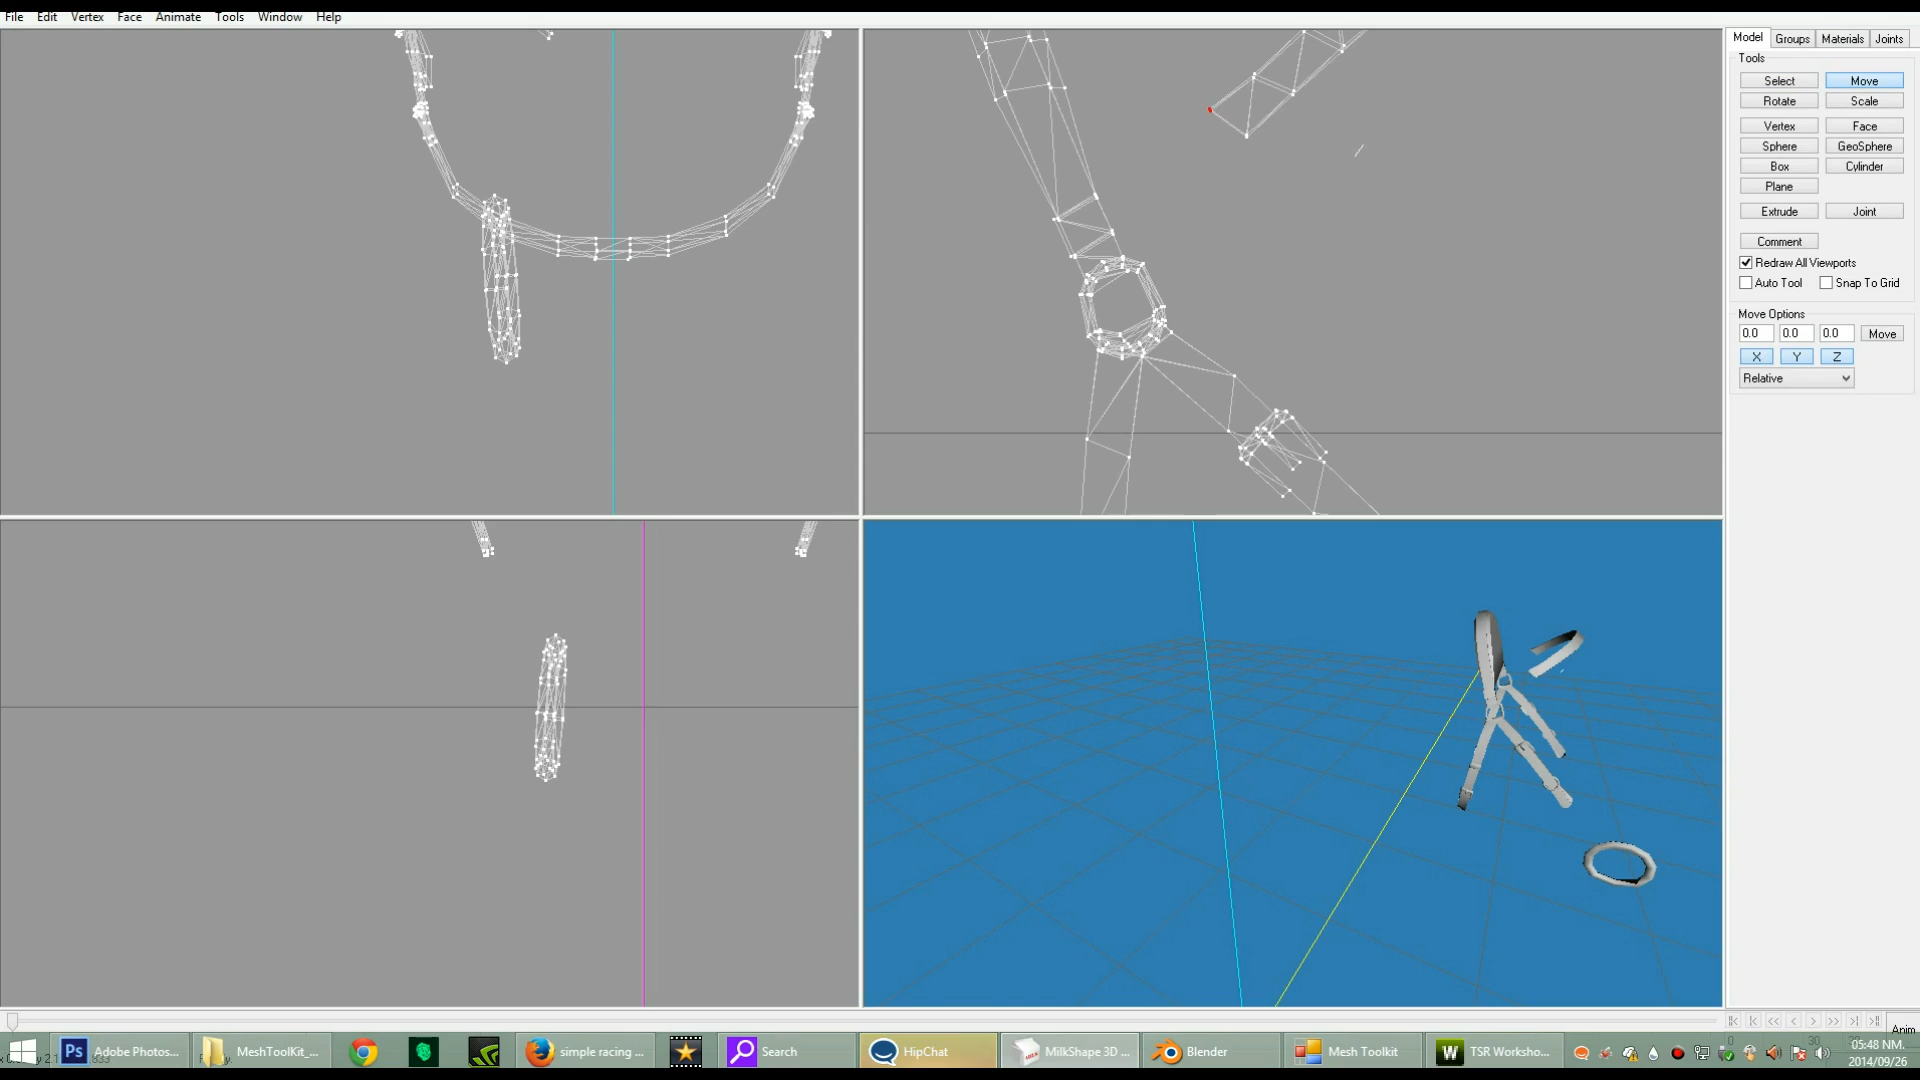 File Edit Vertex Face Animate Tools Window Help
Model Groups Materials Joints
Tools
Select Move
Rotate Scale
Vertex Face
Sphere GeoSphere
Box Cylinder
Plane
Extrude Joint
Comment
Redraw All Viewports
Auto Tool Snap To Grid
Move Options
0.0 0.0 0.0 Move
X Y Z
Relative
Anim
Ps Adobe Photos... MeshToolKit_... simple racing ... Search HipChat MilkShape 3D ... Blender Mesh Toolkit W TSR Worksho...
05:48 NM.
2014/09/26